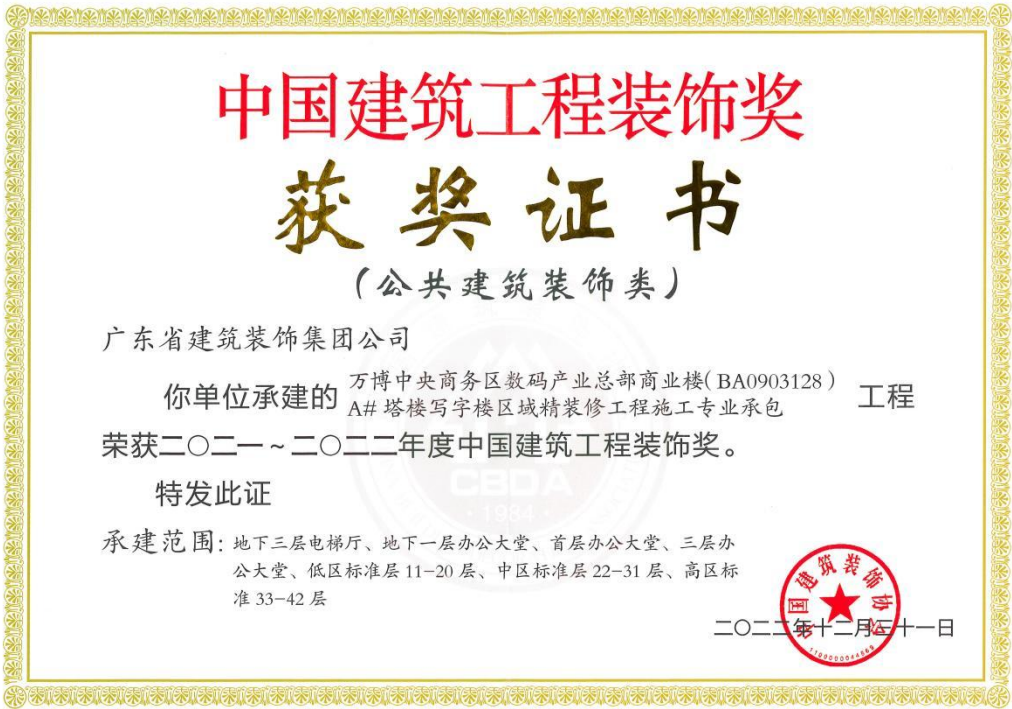 中国建筑工程装饰奖
获奖证书
（公共建筑装饰类）
广东省建筑装饰集团公司
你单位承建的 万博中央商务区数码产业总部商业楼（BA0903128） 工程
A#塔楼写字楼区域精装修工程施工专业承包
荣获二〇二一～二〇二二年度中国建筑工程装饰奖。
特发此证
承建范围：地下三层电梯厅、地下一层办公大堂、首层办公大堂、三层办
公大堂、低区标准层11-20层、中区标准层22-31层、高区标
准33-42层
二〇二二年十二月三十一日
中国建筑装饰协会
CBDA
·1984·